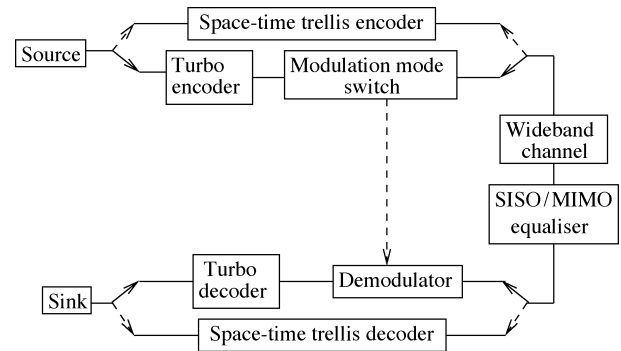 Space-time trellis encoder
Source
Turbo
encoder
Modulation mode
switch
Wideband
channel
SISO/MIMO
equaliser
Turbo
decoder
Demodulator
Sink
Space-time trellis decoder